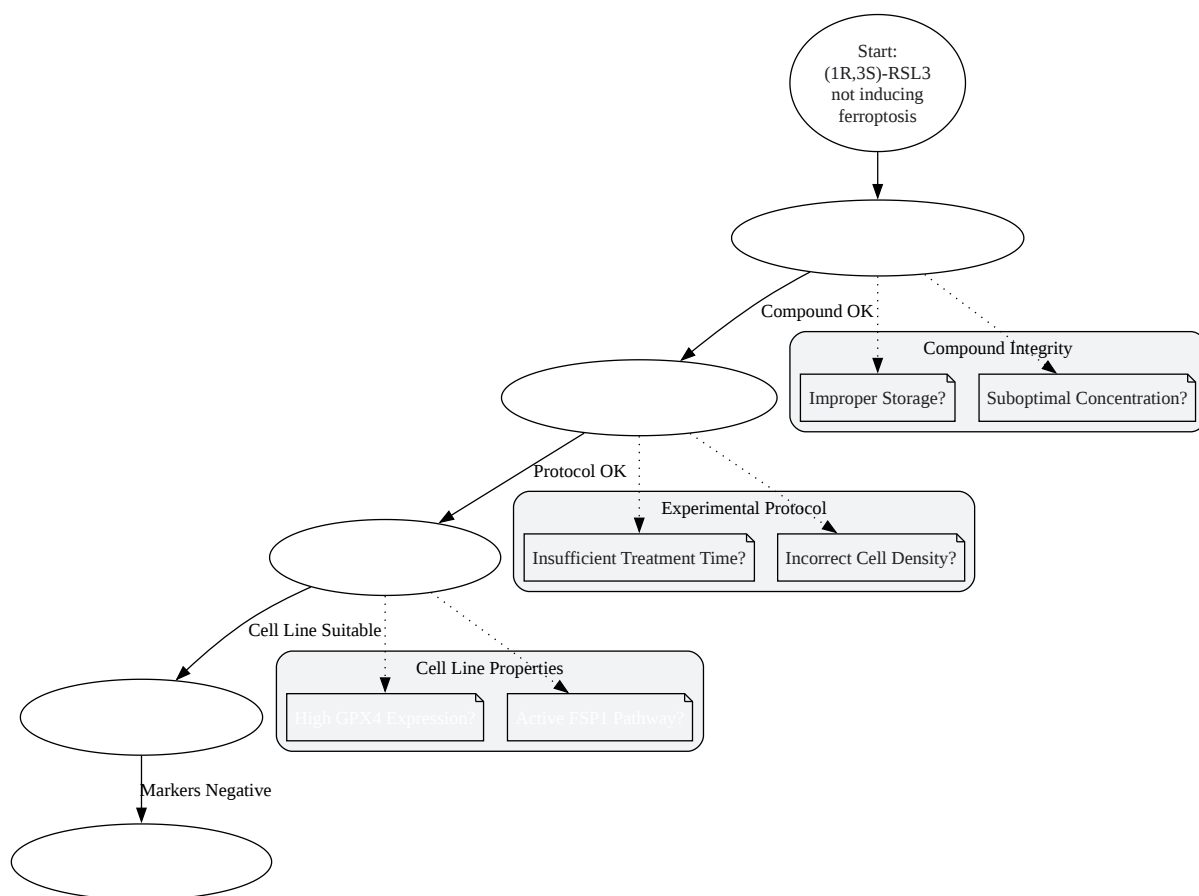 Start:
(1R,3S)-RSL3
not inducing
ferroptosis
Compound OK
Compound Integrity
Improper Storage?
Suboptimal Concentration?
Protocol OK
Experimental Protocol
Insufficient Treatment Time?
Incorrect Cell Density?
Cell Line Suitable
Cell Line Properties
High GPX4 Expression?
Active FSP1 Pathway?
Markers Negative